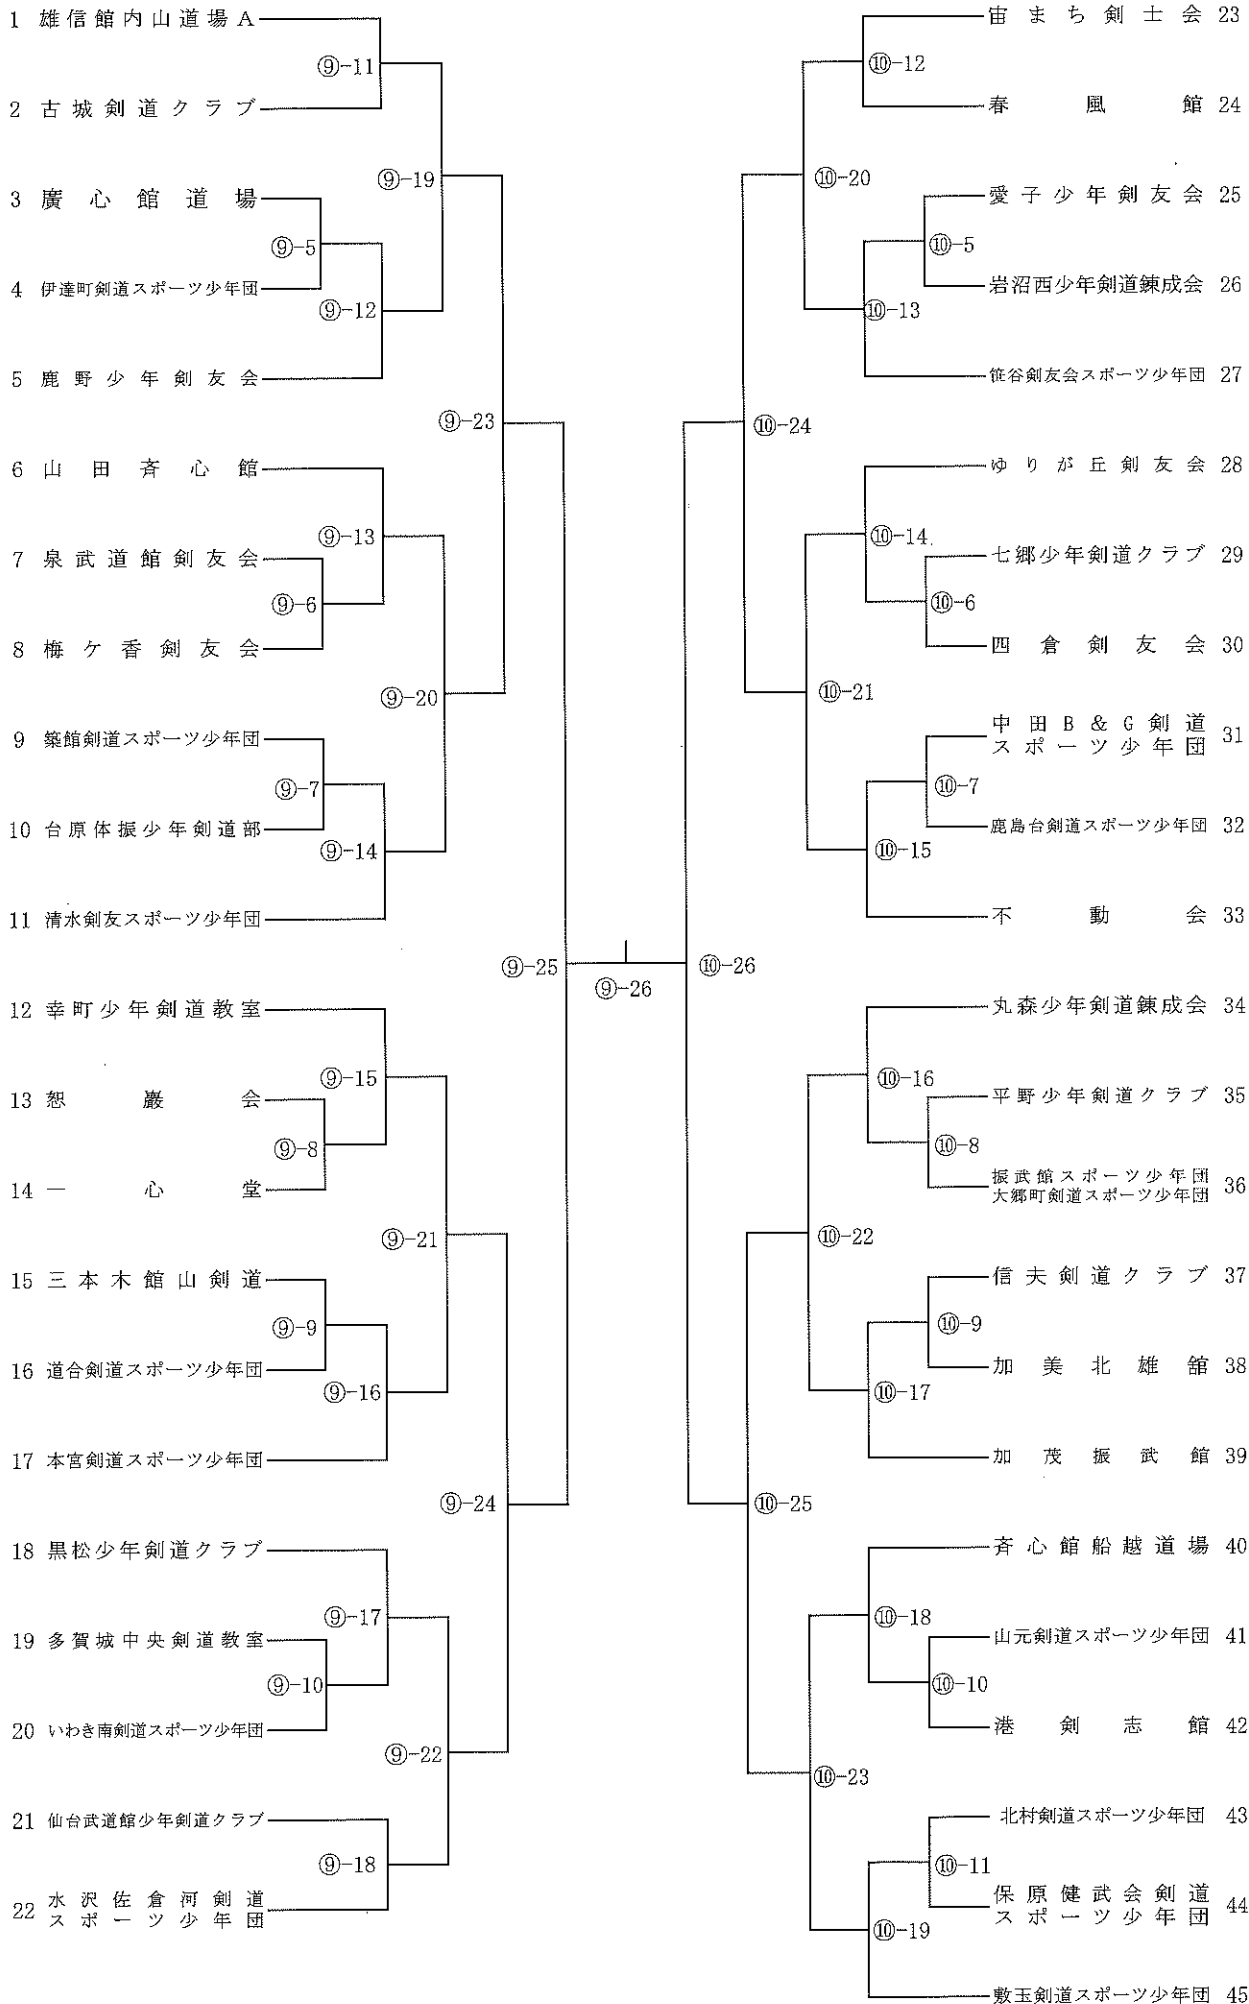 1 雄信館内山道場A
⑨-11
2 古城剣道クラブ
⑨-19
3 廣心館道場
⑨-5
4 伊達町剣道スポーツ少年団
⑨-12
5 鹿野少年剣友会
⑨-23
6 山田斉心館
⑨-13
7 泉武道館剣友会
⑨-6
8 梅ケ香剣友会
⑨-20
9 築館剣道スポーツ少年団
⑨-7
10 台原体振少年剣道部
⑨-14
11 清水剣友スポーツ少年団
⑨-25
12 幸町少年剣道教室
⑨-15
13 恕巖会
⑨-8
14 一心堂
⑨-21
15 三本木館山剣道
⑨-9
16 道合剣道スポーツ少年団
⑨-16
17 本宮剣道スポーツ少年団
⑨-24
18 黒松少年剣道クラブ
⑨-17
19 多賀城中央剣道教室
⑨-10
20 いわき南剣道スポーツ少年団
⑨-22
21 仙台武道館少年剣道クラブ
⑨-18
22 水沢佐倉河剣道
スポーツ少年団
⑨-26
宙まち剣士会 23
⑩-12
春風館 24
⑩-20
愛子少年剣友会 25
⑩-5
岩沼西少年剣道錬成会 26
⑩-13
笹谷剣友会スポーツ少年団 27
⑩-24
ゆりが丘剣友会 28
⑩-14
七郷少年剣道クラブ 29
⑩-6
四倉剣友会 30
⑩-21
中田B&G剣道
スポーツ少年団 31
⑩-7
鹿島台剣道スポーツ少年団 32
⑩-15
不動会 33
⑩-26
丸森少年剣道錬成会 34
⑩-16
平野少年剣道クラブ 35
⑩-8
振武館スポーツ少年団
大郷町剣道スポーツ少年団 36
⑩-22
信夫剣道クラブ 37
⑩-9
加美北雄舘 38
⑩-17
加茂振武館 39
⑩-25
斉心館船越道場 40
⑩-18
山元剣道スポーツ少年団 41
⑩-10
港剣志館 42
⑩-23
北村剣道スポーツ少年団 43
⑩-11
保原健武会剣道
スポーツ少年団 44
⑩-19
敷玉剣道スポーツ少年団 45